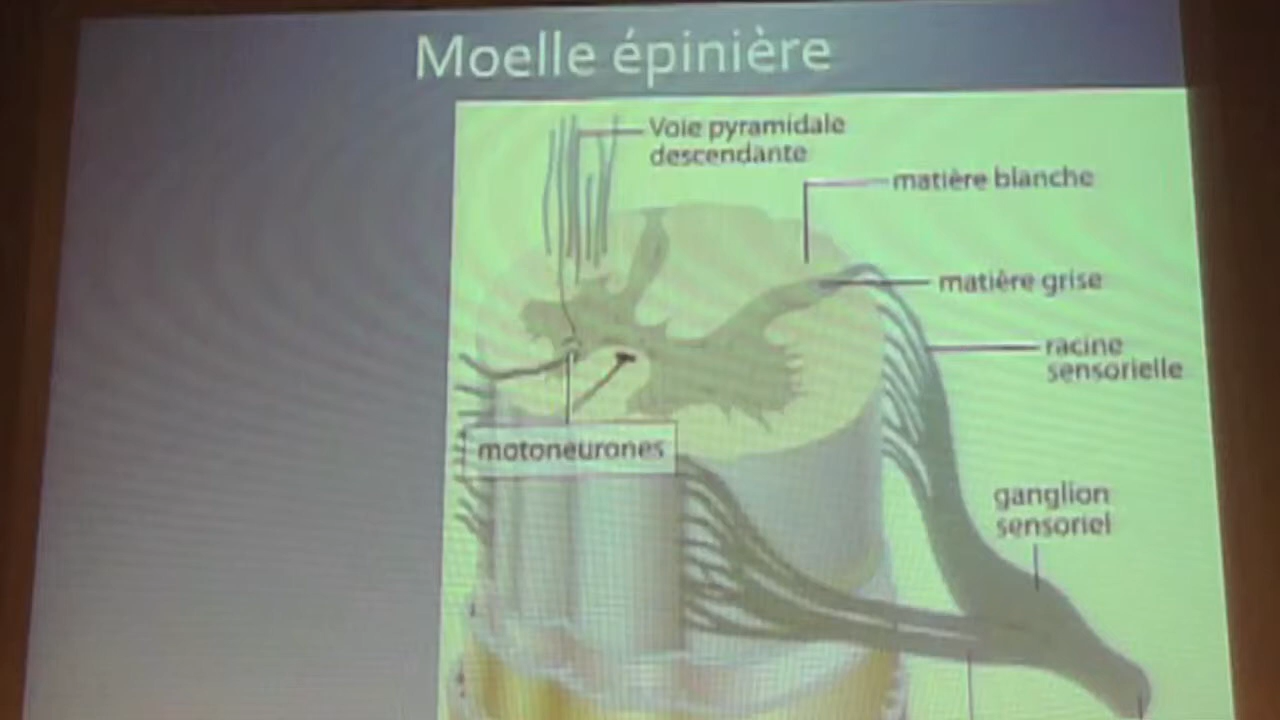 Moelle épinière
Voie pyramidale
descendante
matière blanche
matière grise
racine
sensorielle
motoneurones
ganglion
sensoriel